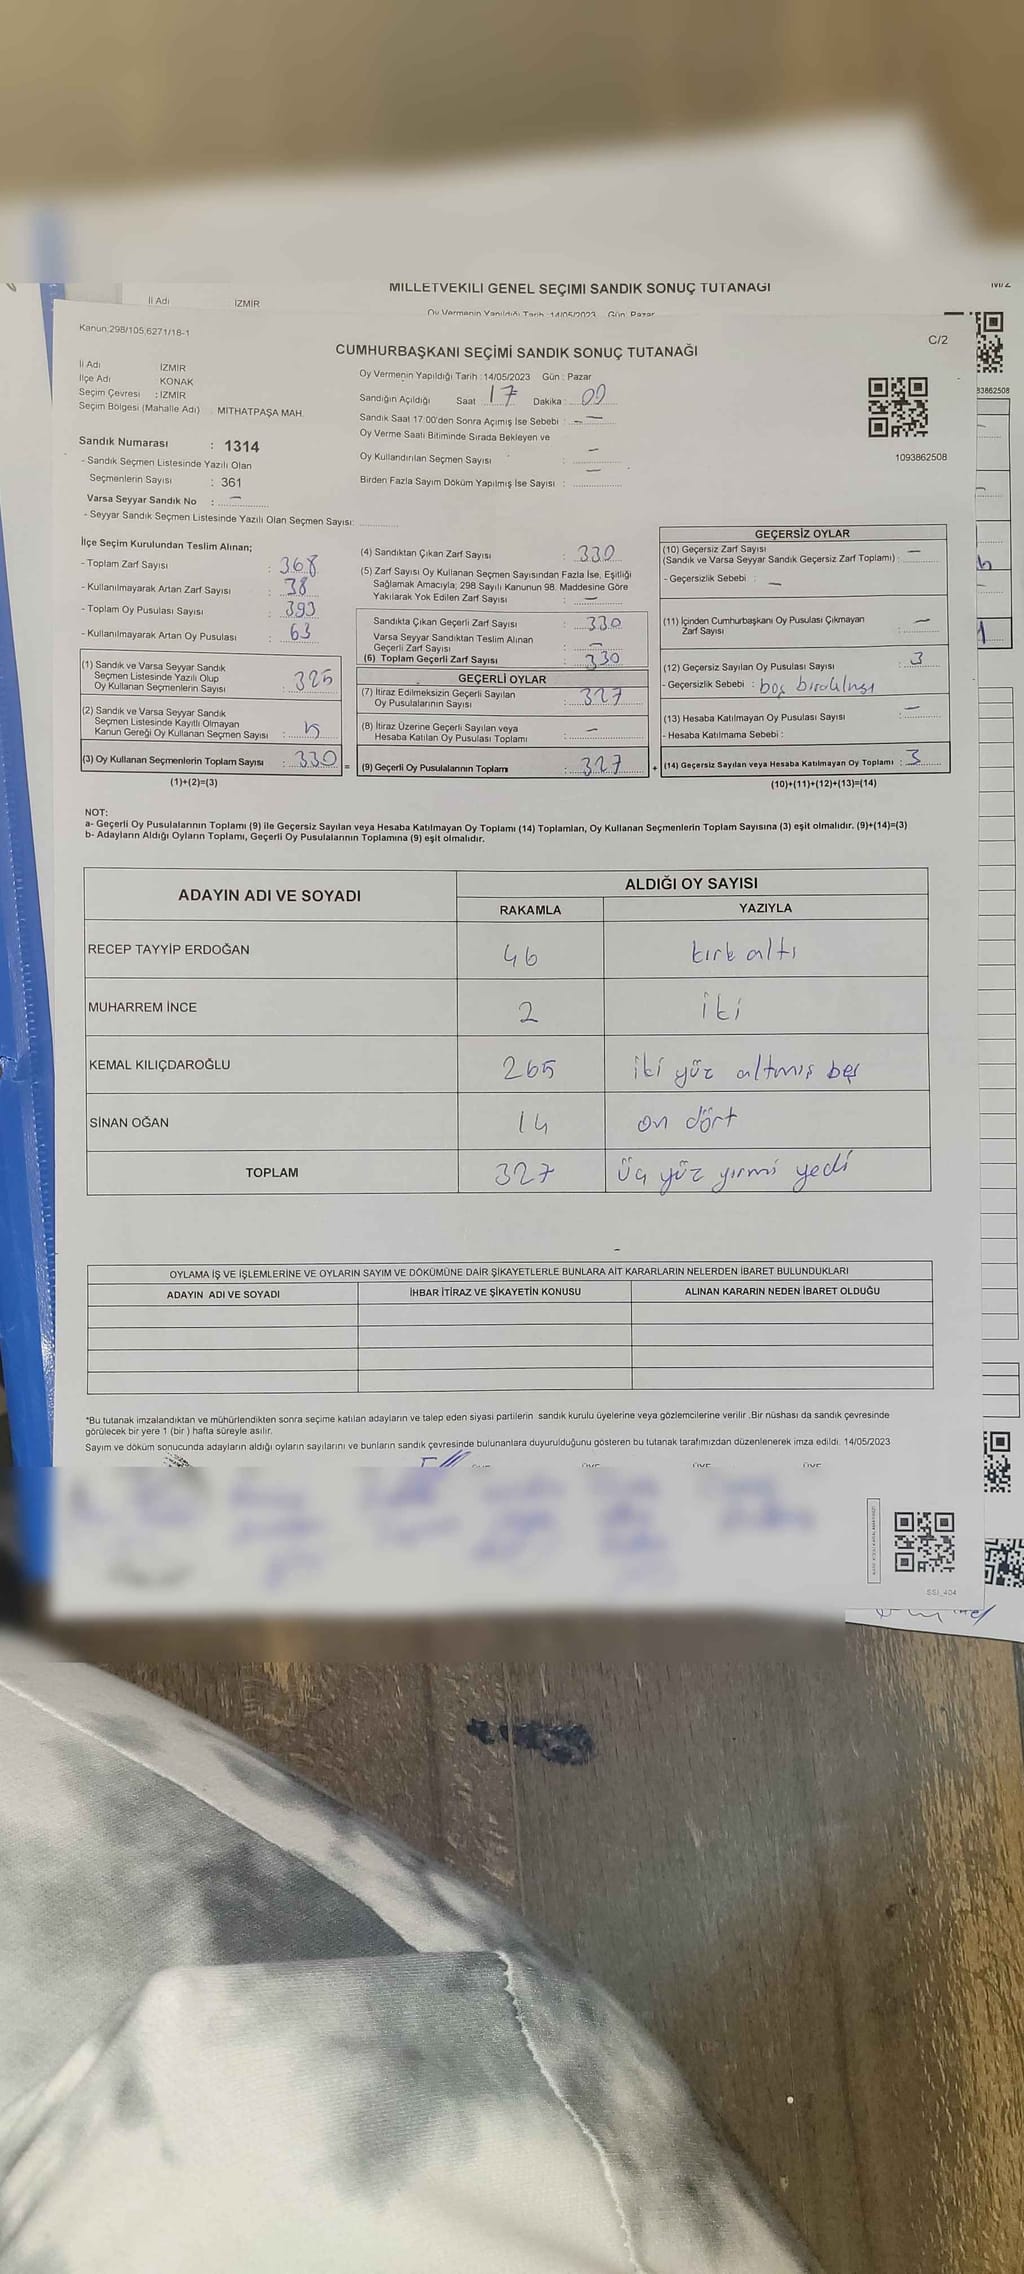 MİLLETVEKİLİ GENEL SEÇİMİ SANDIK SONUÇ TUTANAĞI
İl Adı İZMİR
Oy Vermenin Yapıldığı Tarih :14/05/2023 Gün: Pazar
Kanun.298/105,6271/18-1
C/2
CUMHURBAŞKANI SEÇİMİ SANDIK SONUÇ TUTANAĞI
İl Adı İZMİR
İlçe Adı KONAK
Seçim Çevresi : İZMİR
Seçim Bölgesi (Mahalle Adı) : MİTHATPAŞA MAH.
Oy Vermenin Yapıldığı Tarih :14/05/2023 Gün : Pazar
Sandığın Açıldığı Saat 17 Dakika : 00
Sandık Saat 17:00'den Sonra Açımış İse Sebebi : —
Oy Verme Saati Bitiminde Sırada Bekleyen ve
Oy Kullandırılan Seçmen Sayısı : —
Birden Fazla Sayım Döküm Yapılmış İse Sayısı : —
1093862508
Sandık Numarası : 1314
- Sandık Seçmen Listesinde Yazılı Olan
Seçmenlerin Sayısı : 361
Varsa Seyyar Sandık No : —
- Seyyar Sandık Seçmen Listesinde Yazılı Olan Seçmen Sayısı:
İlçe Seçim Kurulundan Teslim Alınan;
- Toplam Zarf Sayısı : 368
- Kullanılmayarak Artan Zarf Sayısı : 38
- Toplam Oy Pusulası Sayısı : 393
- Kullanılmayarak Artan Oy Pusulası : 63
(1) Sandık ve Varsa Seyyar Sandık
Seçmen Listesinde Yazılı Olup
Oy Kullanan Seçmenlerin Sayısı : 325
(2) Sandık ve Varsa Seyyar Sandık
Seçmen Listesinde Kayıtlı Olmayan
Kanun Gereği Oy Kullanan Seçmen Sayısı : 5
(3) Oy Kullanan Seçmenlerin Toplam Sayısı : 330 =
(1)+(2)=(3)
(4) Sandıktan Çıkan Zarf Sayısı : 330
(5) Zarf Sayısı Oy Kullanan Seçmen Sayısından Fazla İse, Eşitliği
Sağlamak Amacıyla; 298 Sayılı Kanunun 98. Maddesine Göre
Yakılarak Yok Edilen Zarf Sayısı : —
Sandıkta Çıkan Geçerli Zarf Sayısı : 330
Varsa Seyyar Sandıktan Teslim Alınan
Geçerli Zarf Sayısı : —
(6) Toplam Geçerli Zarf Sayısı : 330
GEÇERLİ OYLAR
(7) İtiraz Edilmeksizin Geçerli Sayılan
Oy Pusulalarının Sayısı : 327
(8) İtiraz Üzerine Geçerli Sayılan veya
Hesaba Katılan Oy Pusulası Toplamı : —
(9) Geçerli Oy Pusulalarının Toplamı : 327 +
GEÇERSİZ OYLAR
(10) Geçersiz Zarf Sayısı
(Sandık ve Varsa Seyyar Sandık Geçersiz Zarf Toplamı) : —
- Geçersizlik Sebebi : —
(11) İçinden Cumhurbaşkanı Oy Pusulası Çıkmayan
Zarf Sayısı : —
(12) Geçersiz Sayılan Oy Pusulası Sayısı : 3
- Geçersizlik Sebebi : boş bırakılması
(13) Hesaba Katılmayan Oy Pusulası Sayısı : —
- Hesaba Katılmama Sebebi :
(14) Geçersiz Sayılan veya Hesaba Katılmayan Oy Toplamı : 3
(10)+(11)+(12)+(13)=(14)
NOT:
a- Geçerli Oy Pusulalarının Toplamı (9) ile Geçersiz Sayılan veya Hesaba Katılmayan Oy Toplamı (14) Toplamları, Oy Kullanan Seçmenlerin Toplam Sayısına (3) eşit olmalıdır. (9)+(14)=(3)
b- Adayların Aldığı Oyların Toplamı, Geçerli Oy Pusulalarının Toplamına (9) eşit olmalıdır.
ADAYIN ADI VE SOYADI ALDIĞI OY SAYISI
RAKAMLA YAZIYLA
RECEP TAYYİP ERDOĞAN 46 kırk altı
MUHARREM İNCE 2 iki
KEMAL KILIÇDAROĞLU 265 iki yüz altmış beş
SİNAN OĞAN 14 on dört
TOPLAM 327 üç yüz yirmi yedi
OYLAMA İŞ VE İŞLEMLERİNE VE OYLARIN SAYIM VE DÖKÜMÜNE DAİR ŞİKAYETLERLE BUNLARA AİT KARARLARIN NELERDEN İBARET BULUNDUKLARI
ADAYIN ADI VE SOYADI İHBAR İTİRAZ VE ŞİKAYETİN KONUSU ALINAN KARARIN NEDEN İBARET OLDUĞU
*Bu tutanak imzalandıktan ve mühürlendikten sonra seçime katılan adayların ve talep eden siyasi partilerin sandık kurulu üyelerine veya gözlemcilerine verilir .Bir nüshası da sandık çevresinde
görülecek bir yere 1 (bir ) hafta süreyle asılır.
Sayım ve döküm sonucunda adayların aldığı oyların sayılarını ve bunların sandık çevresinde bulunanlara duyurulduğunu gösteren bu tutanak tarafımızdan düzenlenerek imza edildi. 14/05/2023
ÜYE ÜYE ÜYE ÜYE
SSİ_404